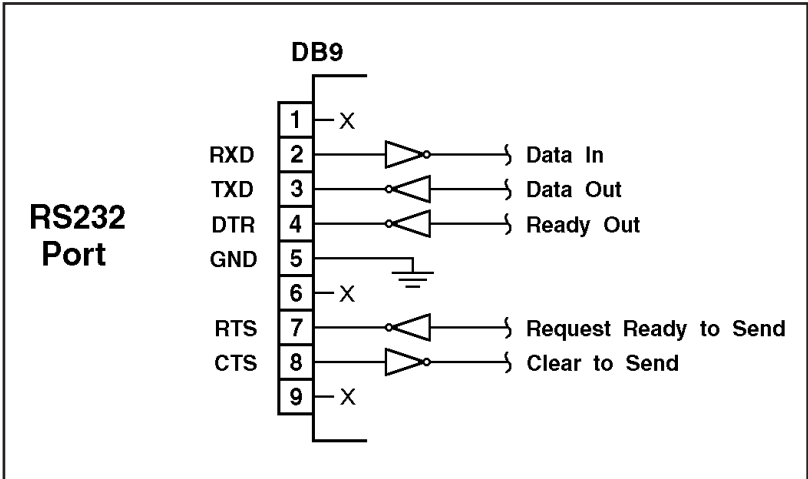 DB9
1 X
RXD 2 Data In
TXD 3 Data Out
DTR 4 Ready Out
RS232
Port
GND 5
6 X
RTS 7 Request Ready to Send
CTS 8 Clear to Send
9 X